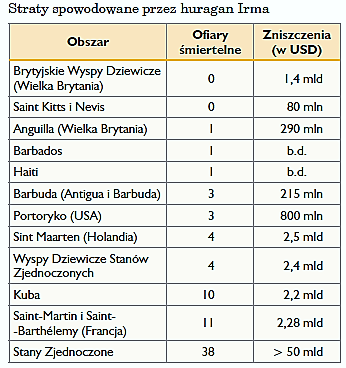 Straty spowodowane przez huragan Irma
Obszar
Ofiary
śmiertelne
Zniszczenia
(w USD)
Brytyjskie Wyspy Dziewicze
(Wielka Brytania)
0
1,4 mld
Saint Kitts i Nevis
0
80 mln
Anguilla (Wielka Brytania)
1
290 mln
Barbados
1
b.d.
Haiti
1
b.d.
Barbuda (Antigua i Barbuda)
3
215 mln
Portoryko (USA)
3
800 mln
Sint Maarten (Holandia)
4
2,5 mld
Wyspy Dziewicze Stanów
Zjednoczonych
4
2,4 mld
Kuba
10
2,2 mld
Saint-Martin i Saint-
-Barthélemy (Francja)
11
2,28 mld
Stany Zjednoczone
38
> 50 mld